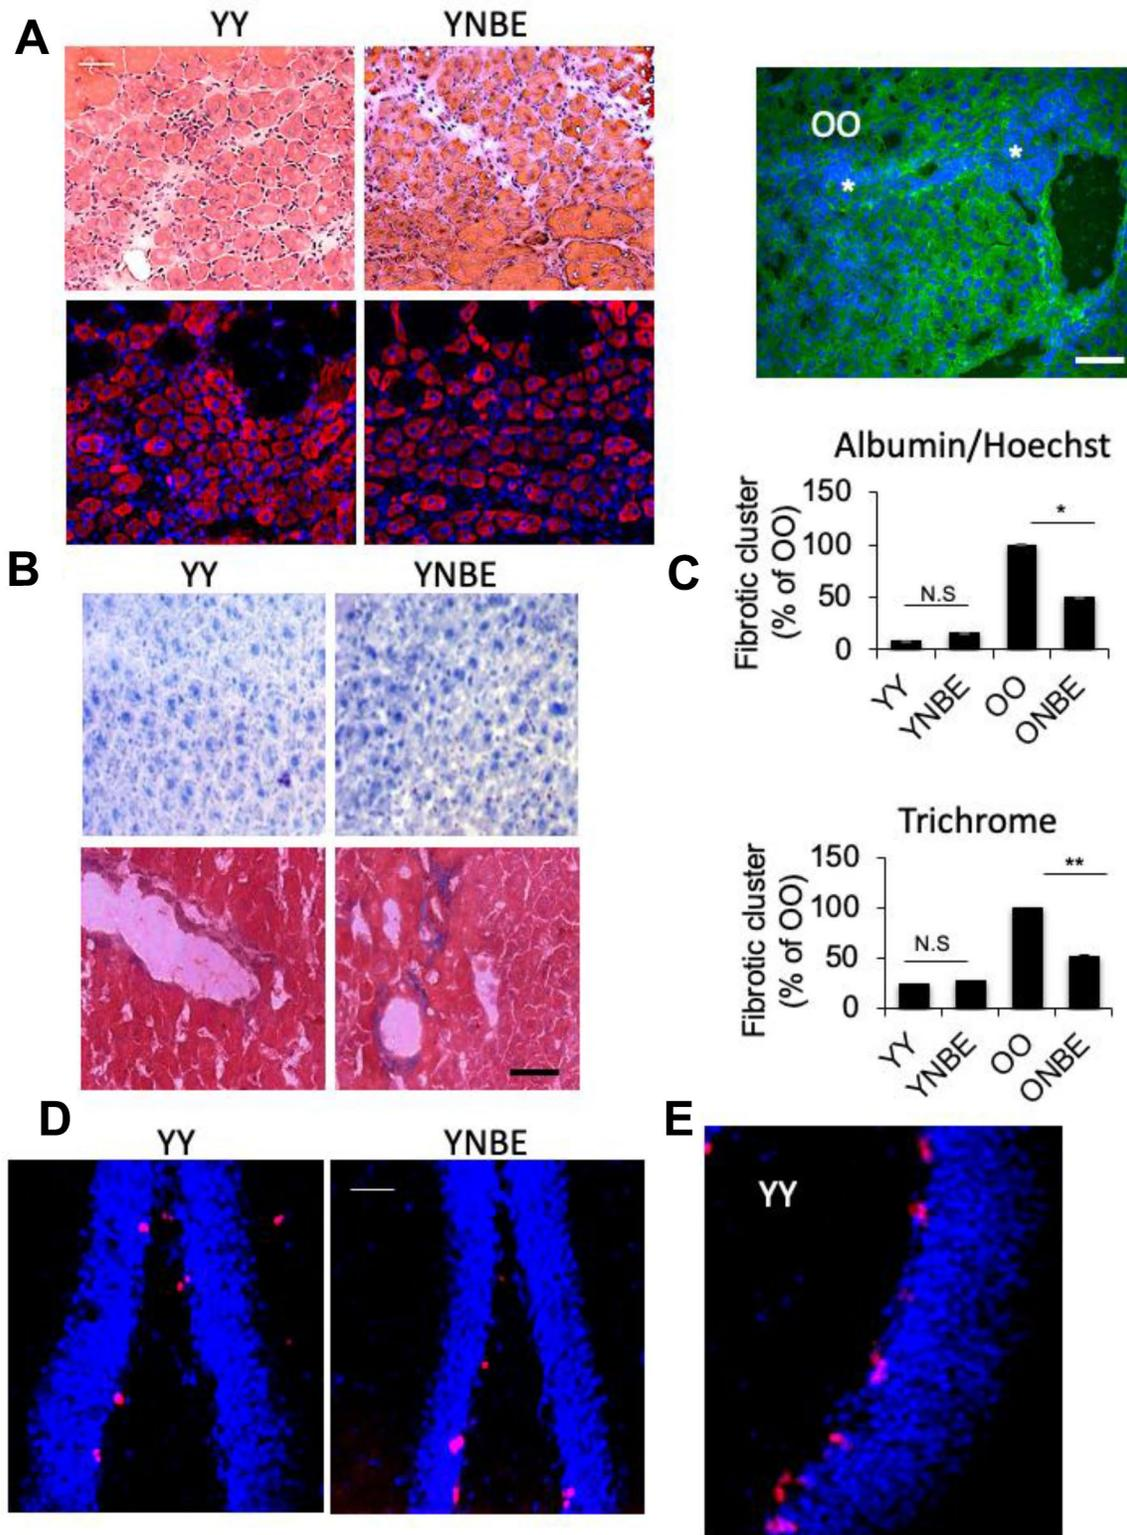 A
YY
YNBE
OO
*
*
B
YY
YNBE
C
Albumin/Hoechst
Fibrotic cluster
(% of OO)
150
100
50
0
N.S
*
YY
YNBE
OO
ONBE
Trichrome
Fibrotic cluster
(% of OO)
150
100
50
0
N.S
**
YY
YNBE
OO
ONBE
D
YY
YNBE
E
YY